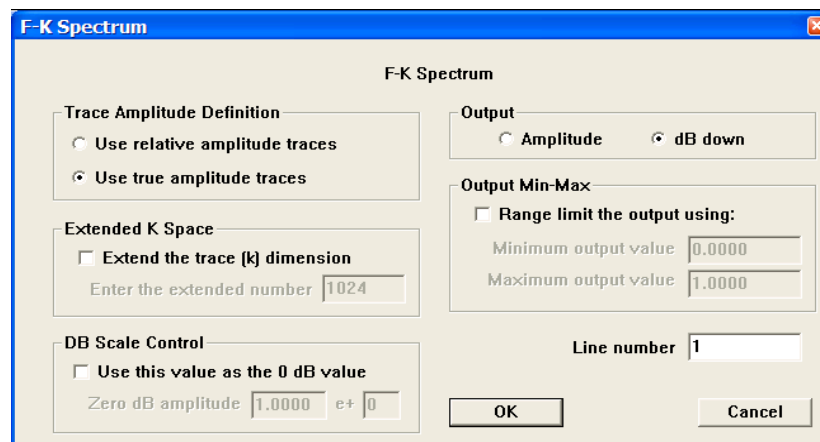 F-K Spectrum
F-K Spectrum
Trace Amplitude Definition
Use relative amplitude traces
Use true amplitude traces
Extended K Space
Extend the trace (k) dimension
Enter the extended number 1024
DB Scale Control
Use this value as the 0 dB value
Zero dB amplitude 1.0000 e+ 0
Output
Amplitude dB down
Output Min-Max
Range limit the output using:
Minimum output value 0.0000
Maximum output value 1.0000
Line number 1
OK Cancel